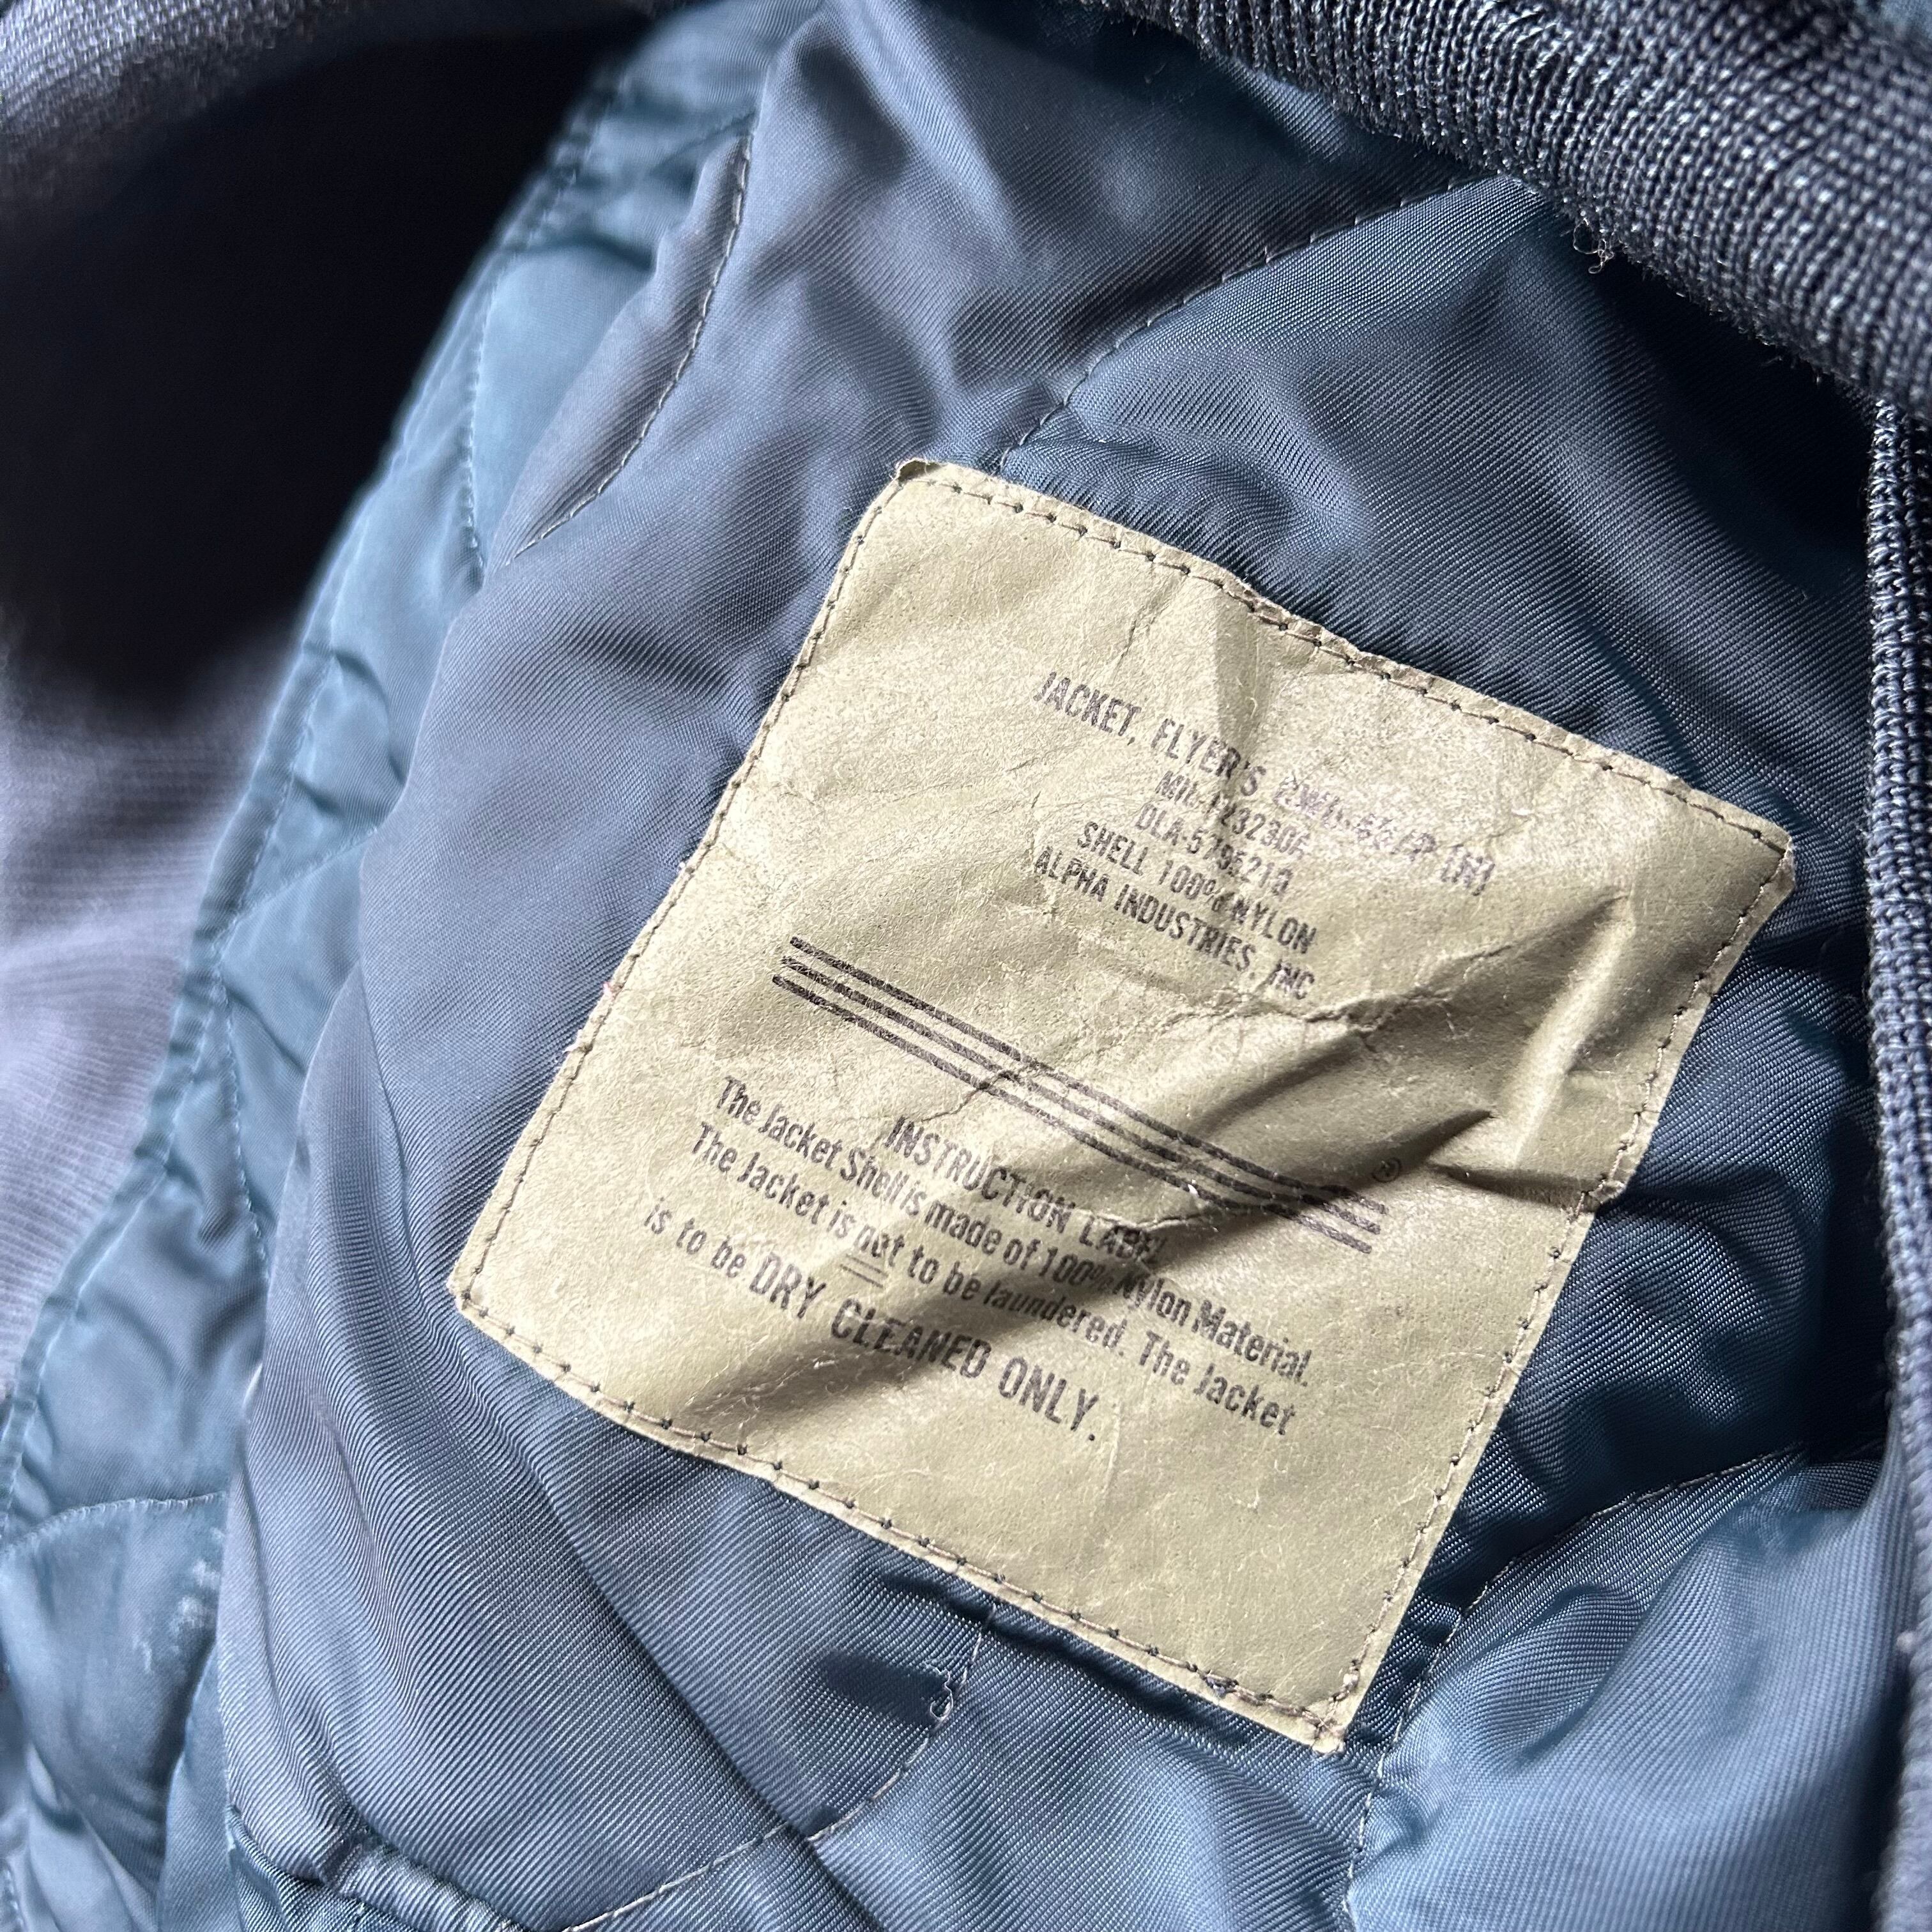 JACKET, FLYER'S
SHELL 100% NYLON
ALPHA INDUSTRIES, INC
®
INSTRUCTION LABEL
The Jacket Shell is made of 100% Nylon Material.
The Jacket is not to be laundered. The Jacket
is to be DRY CLEANED ONLY.